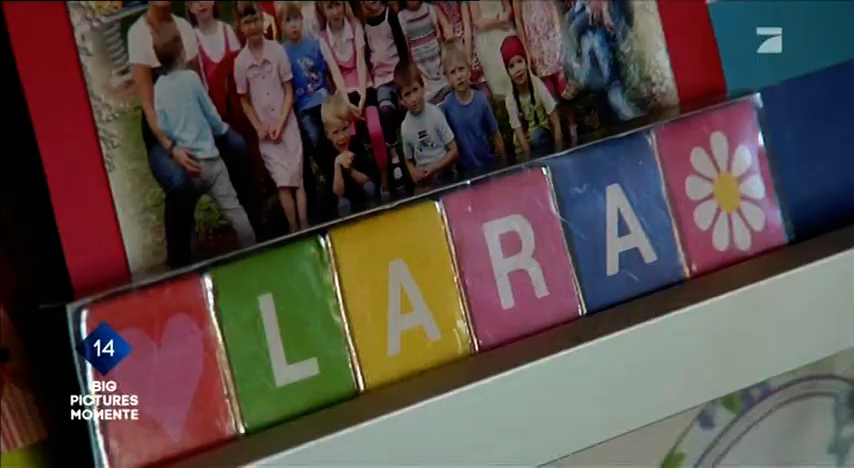 LARA
14
BIG
PICTURES
MOMENTE